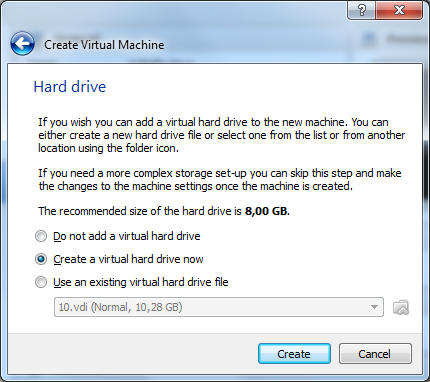 Create Virtual Machine
Hard drive
If you wish you can add a virtual hard drive to the new machine. You can
either create a new hard drive file or select one from the list or from another
location using the folder icon.
If you need a more complex storage set-up you can skip this step and make
the changes to the machine settings once the machine is created.
The recommended size of the hard drive is 8,00 GB.
Do not add a virtual hard drive
Create a virtual hard drive now
Use an existing virtual hard drive file
10.vdi (Normal, 10,28 GB)
Create
Cancel